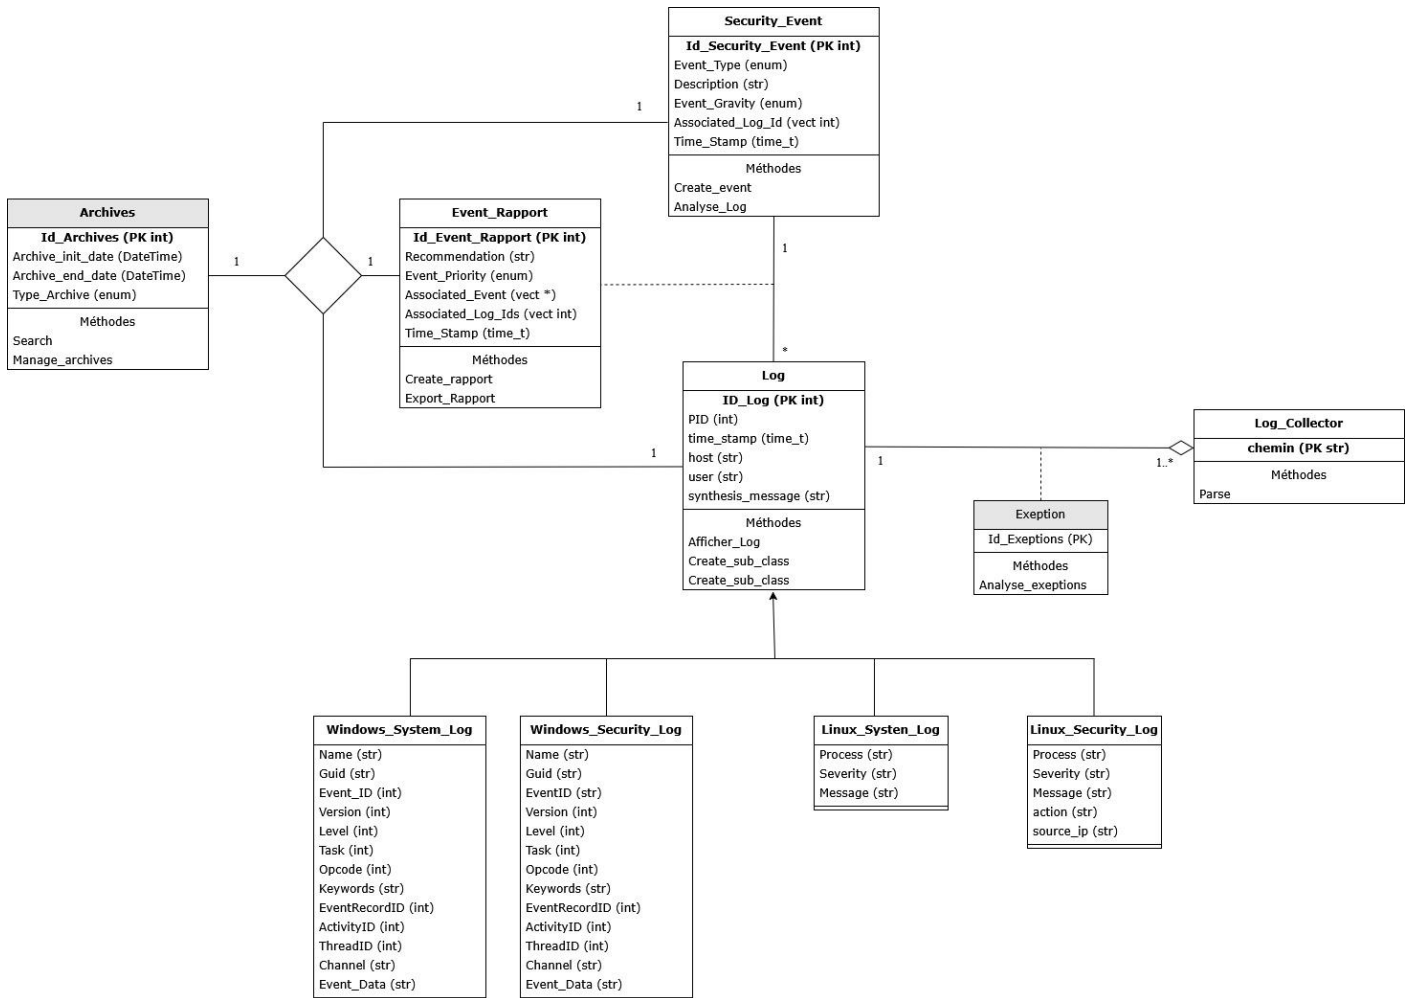 Security_Event
Id_Security_Event (PK int)
Event_Type (enum)
Description (str)
Event_Gravity (enum)
Associated_Log_Id (vect int)
Time_Stamp (time_t)
Méthodes
Create_event
Analyse_Log
1
1
Archives
Id_Archives (PK int)
Archive_init_date (DateTime)
Archive_end_date (DateTime)
Type_Archive (enum)
Méthodes
Search
Manage_archives
1
1
Event_Rapport
Id_Event_Rapport (PK int)
Recommendation (str)
Event_Priority (enum)
Associated_Event (vect *)
Associated_Log_Ids (vect int)
Time_Stamp (time_t)
Méthodes
Create_rapport
Export_Rapport
*
1
Log
ID_Log (PK int)
PID (int)
time_stamp (time_t)
host (str)
user (str)
synthesis_message (str)
Méthodes
Afficher_Log
Create_sub_class
Create_sub_class
1
1..*
Log_Collector
chemin (PK str)
Méthodes
Parse
Exeption
Id_Exeptions (PK)
Méthodes
Analyse_exeptions
Windows_System_Log
Name (str)
Guid (str)
Event_ID (int)
Version (int)
Level (int)
Task (int)
Opcode (int)
Keywords (str)
EventRecordID (int)
ActivityID (int)
ThreadID (int)
Channel (str)
Event_Data (str)
Windows_Security_Log
Name (str)
Guid (str)
EventID (str)
Version (int)
Level (int)
Task (int)
Opcode (int)
Keywords (str)
EventRecordID (int)
ActivityID (int)
ThreadID (int)
Channel (str)
Event_Data (str)
Linux_Systen_Log
Process (str)
Severity (str)
Message (str)
Linux_Security_Log
Process (str)
Severity (str)
Message (str)
action (str)
source_ip (str)